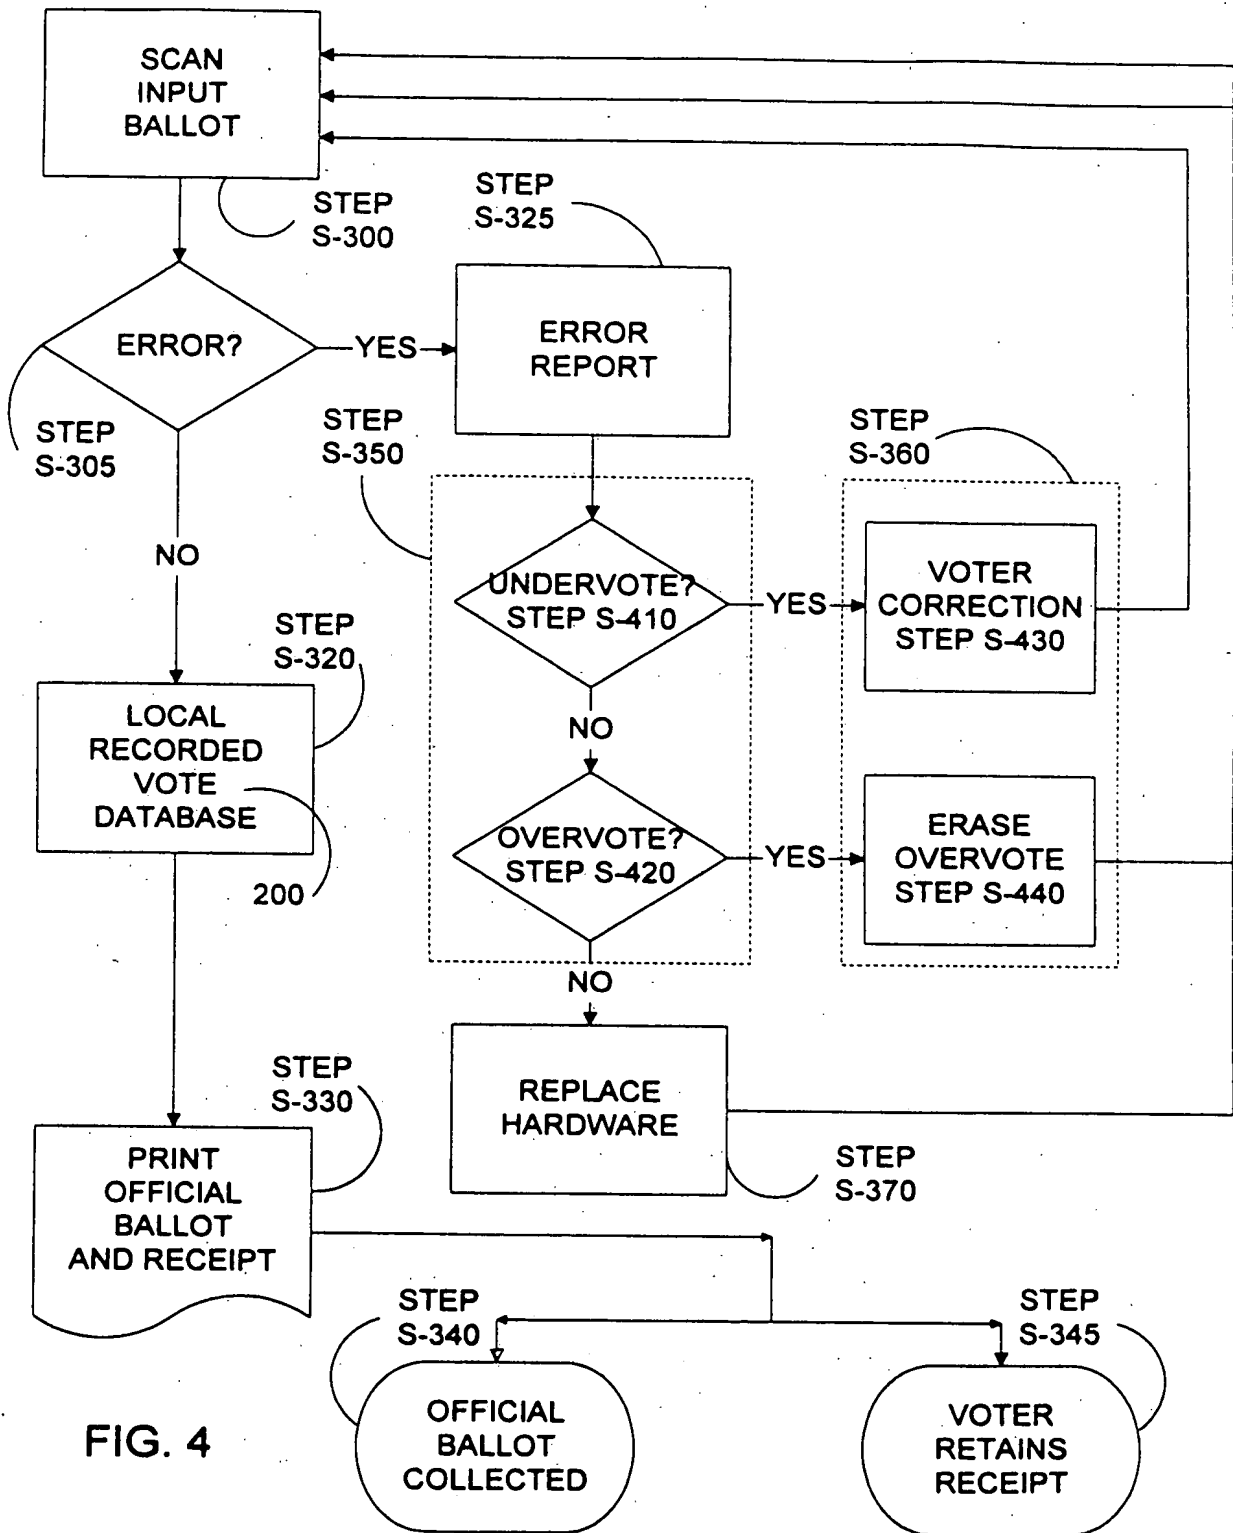 SCAN
INPUT
BALLOT
STEP
S-300
STEP
S-325
ERROR?
YES
ERROR
REPORT
STEP
S-305
STEP
S-350
STEP
S-360
NO
UNDERVOTE?
STEP S-410
YES
VOTER
CORRECTION
STEP S-430
STEP
S-320
LOCAL
RECORDED
VOTE
DATABASE
NO
OVERVOTE?
STEP S-420
YES
ERASE
OVERVOTE
STEP S-440
200
NO
STEP
S-330
REPLACE
HARDWARE
STEP
S-370
PRINT
OFFICIAL
BALLOT
AND RECEIPT
STEP
S-340
STEP
S-345
OFFICIAL
BALLOT
COLLECTED
VOTER
RETAINS
RECEIPT
FIG. 4